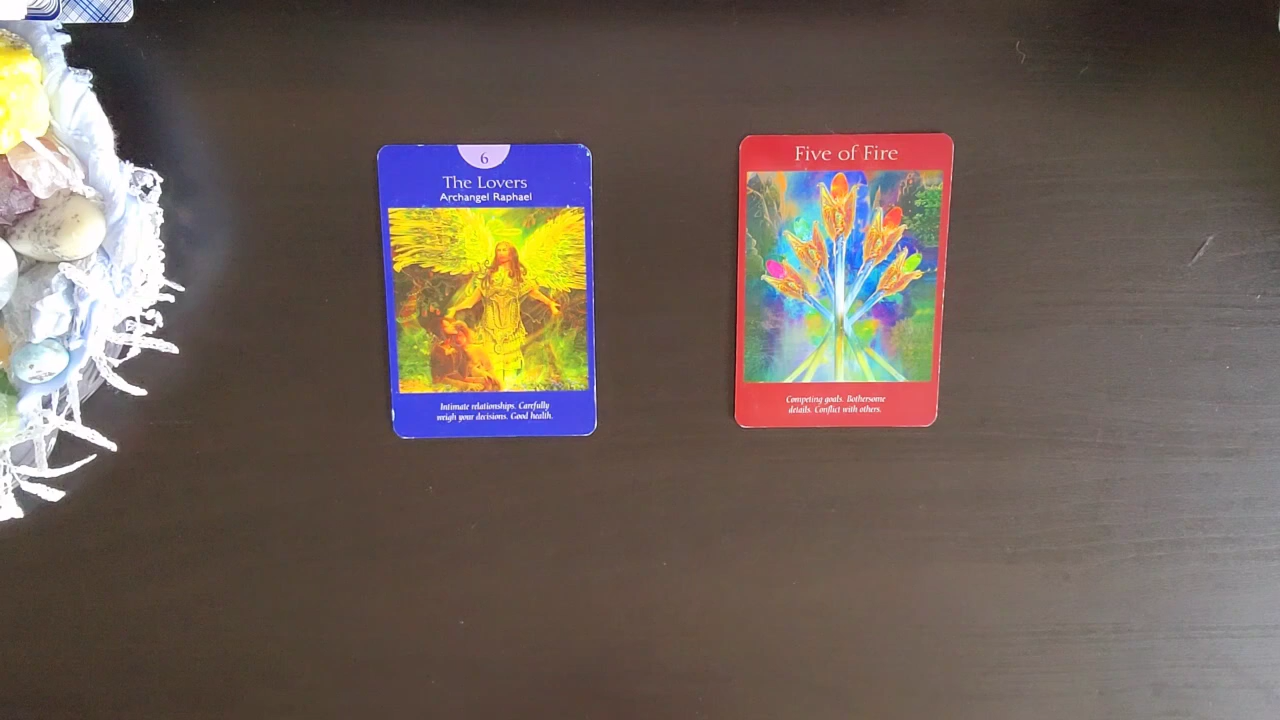 6
The Lovers
Archangel Raphael
Intimate relationships. Carefully
weigh your decisions. Good health.
Five of Fire
Competing goals. Bothersome
details. Conflict with others.